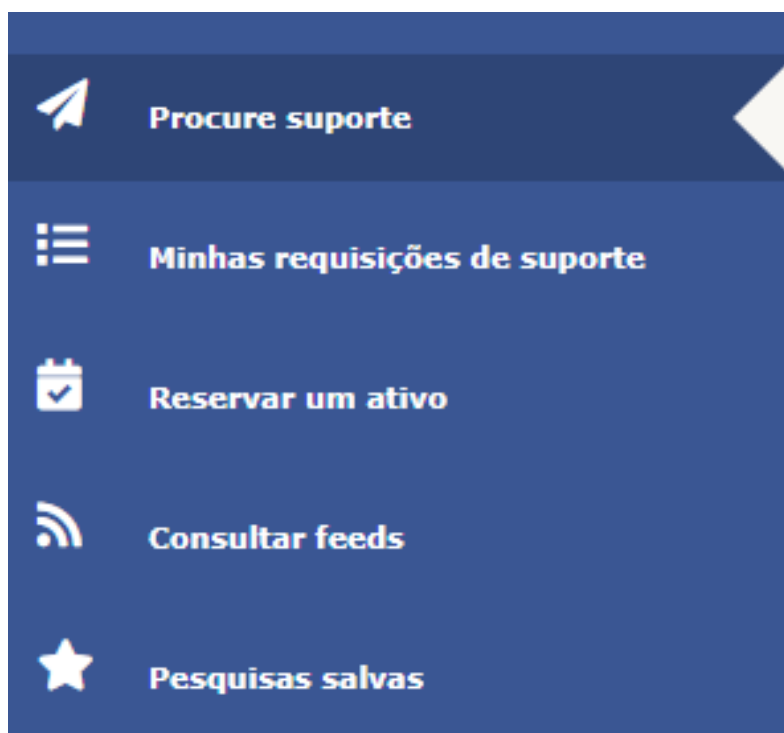 Procure suporte
Minhas requisições de suporte
Reservar um ativo
Consultar feeds
Pesquisas salvas